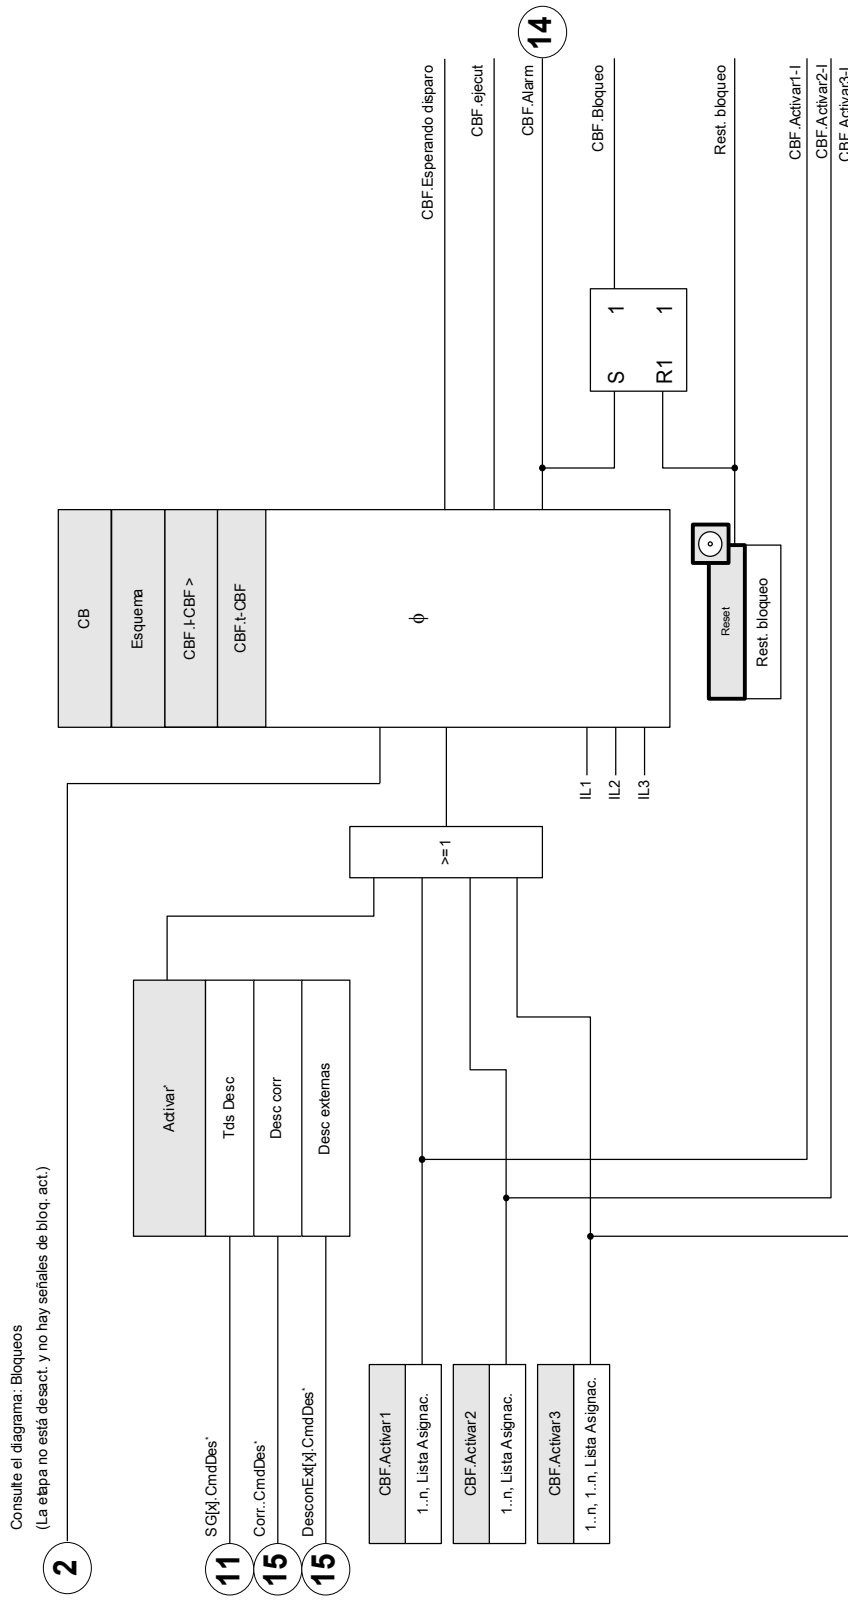 Consulte el diagrama: Bloqueos
(La etapa no está desact. y no hay señales de bloq. act.)
2
SG[x].CmdDes*
11
Corr..CmdDes*
15
DesconExt[x].CmdDes*
15
Activar*
Tds Desc
Desc corr
Desc externas
CBF.Activar1
1..n, Lista Asignac.
CBF.Activar2
1..n, Lista Asignac.
CBF.Activar3
1..n, 1..n, Lista Asignac.
>=1
IL1
IL2
IL3
CB
Esquema
CBF.I-CBF >
CBF.t-CBF
φ
Reset
Rest. bloqueo
S 1
R1 1
CBF.Esperando disparo
CBF.ejecut
CBF.Alarm
14
CBF.Bloqueo
Rest. bloqueo
CBF.Activar1-I
CBF.Activar2-I
CBF.Activar3-I